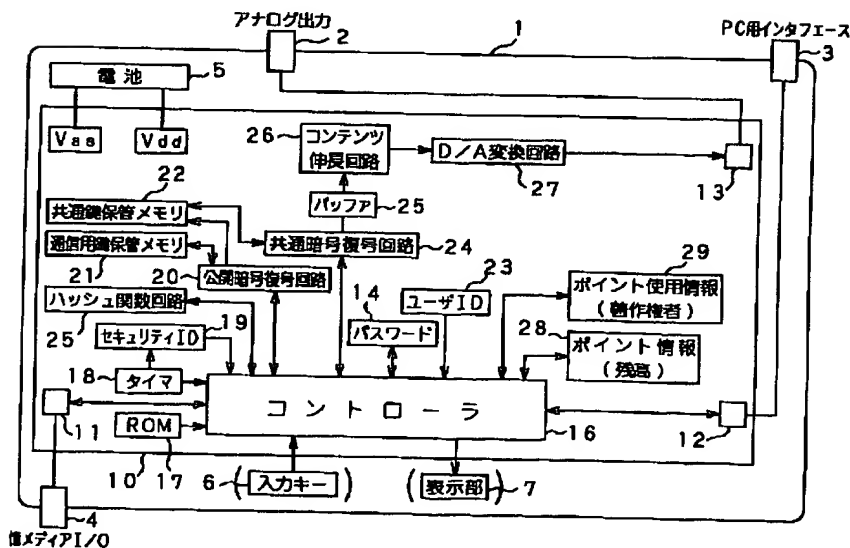 アナログ出力
2
1
PC用インタフェース
3
電池
5
Vss
Vdd
26
コンテンツ
伸長回路
D/A変換回路
27
13
22
共通鍵保管メモリ
バッファ
25
通信用鍵保管メモリ
21
共通暗号復号回路
24
20
公開暗号復号回路
23
ユーザID
29
ポイント使用情報
(著作権者)
ハッシュ関数回路
25
19
セキュリティID
14
パスワード
28
ポイント情報
(残高)
18
タイマ
コントローラ
16
11
ROM
17
12
10
6
(入力キー)
(表示部)
7
4
信メディアI/O